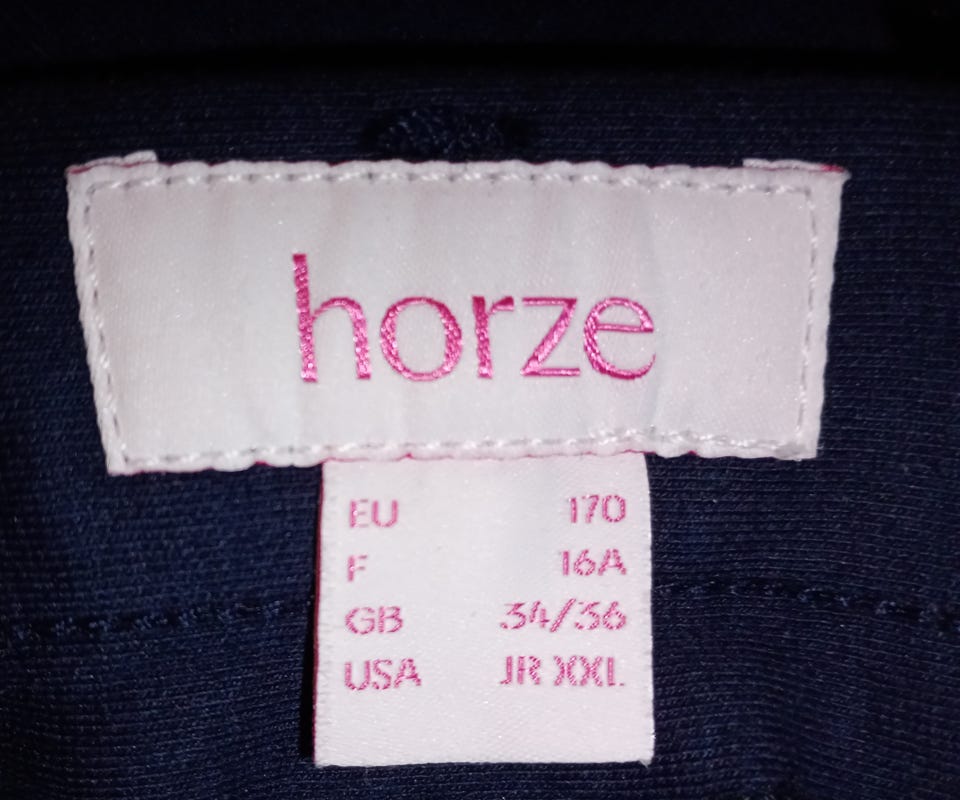 horze
EU 170
F 16A
GB 34/36
USA JR XXL